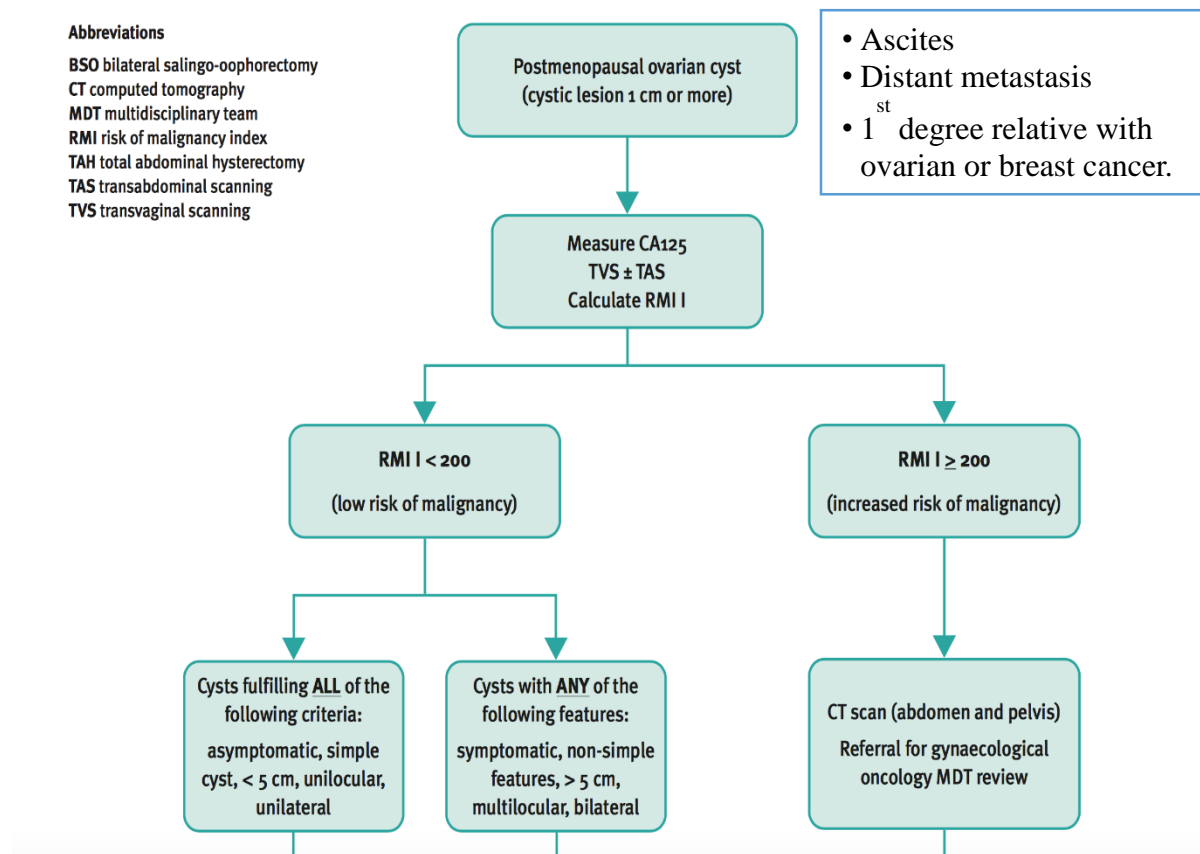 Abbreviations
BSO bilateral salingo-oophorectomy
CT computed tomography
MDT multidisciplinary team
RMI risk of malignancy index
TAH total abdominal hysterectomy
TAS transabdominal scanning
TVS transvaginal scanning
Postmenopausal ovarian cyst
(cystic lesion 1 cm or more)
• Ascites
• Distant metastasis
• 1st degree relative with
ovarian or breast cancer.
Measure CA125
TVS ± TAS
Calculate RMI I
RMI I < 200
(low risk of malignancy)
RMI I ≥ 200
(increased risk of malignancy)
Cysts fulfilling ALL of the
following criteria:
asymptomatic, simple
cyst, < 5 cm, unilocular,
unilateral
Cysts with ANY of the
following features:
symptomatic, non-simple
features, > 5 cm,
multilocular, bilateral
CT scan (abdomen and pelvis)
Referral for gynaecological
oncology MDT review